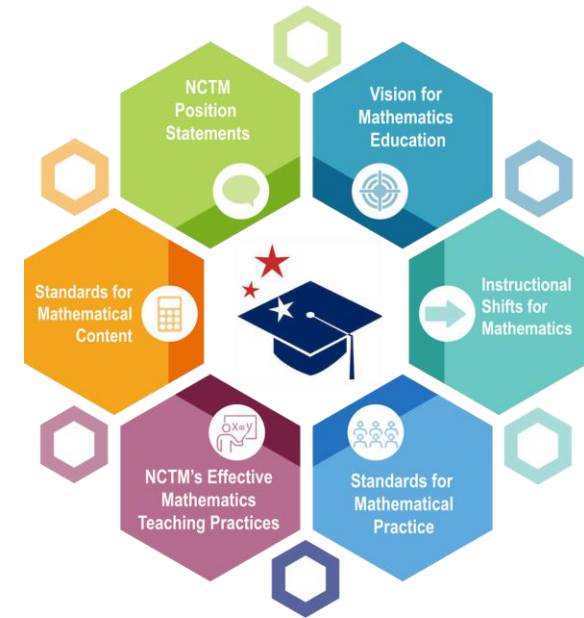 NCTM
Position
Statements
Vision for
Mathematics
Education
Instructional
Shifts for
Mathematics
Standards for
Mathematical
Practice
x=y
NCTM's Effective
Mathematics
Teaching Practices
Standards for
Mathematical
Content